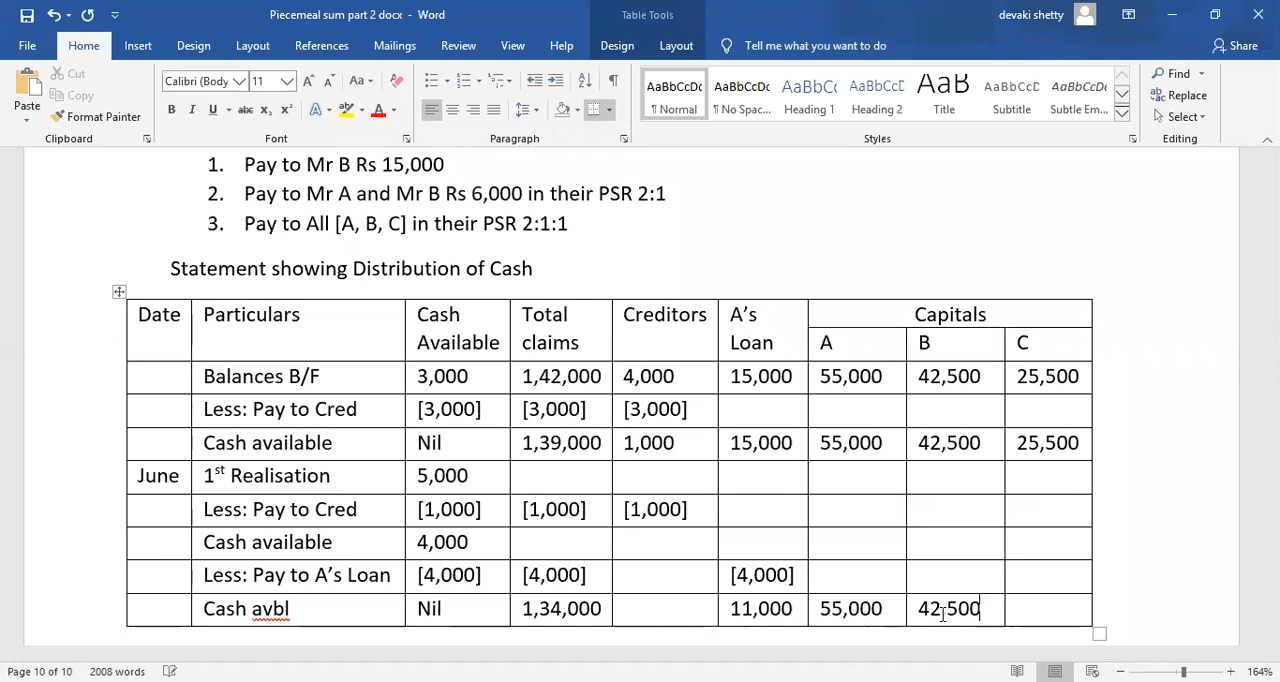 Piecemeal sum part 2 docx - Word
Table Tools
devaki shetty
File Home Insert Design Layout References Mailings Review View Help Design Layout Tell me what you want to do Share
Cut
Copy
Format Painter
Paste
Clipboard
Calibri (Body 11
Font
Paragraph
AaBbCcDc AaBbCcDc AaBbCc AaBbCcD AaB AaBbCcD AaBbCcD
¶ Normal ¶ No Spac... Heading 1 Heading 2 Title Subtitle Subtle Em...
Styles
Find
Replace
Select
Editing
1. Pay to Mr B Rs 15,000
2. Pay to Mr A and Mr B Rs 6,000 in their PSR 2:1
3. Pay to All [A, B, C] in their PSR 2:1:1
Statement showing Distribution of Cash
Date Particulars Cash Available Total claims Creditors A's Loan Capitals
A B C
Balances B/F 3,000 1,42,000 4,000 15,000 55,000 42,500 25,500
Less: Pay to Cred [3,000] [3,000] [3,000]
Cash available Nil 1,39,000 1,000 15,000 55,000 42,500 25,500
June 1st Realisation 5,000
Less: Pay to Cred [1,000] [1,000] [1,000]
Cash available 4,000
Less: Pay to A's Loan [4,000] [4,000] [4,000]
Cash avbl Nil 1,34,000 11,000 55,000 42,500
Page 10 of 10 2008 words 164%